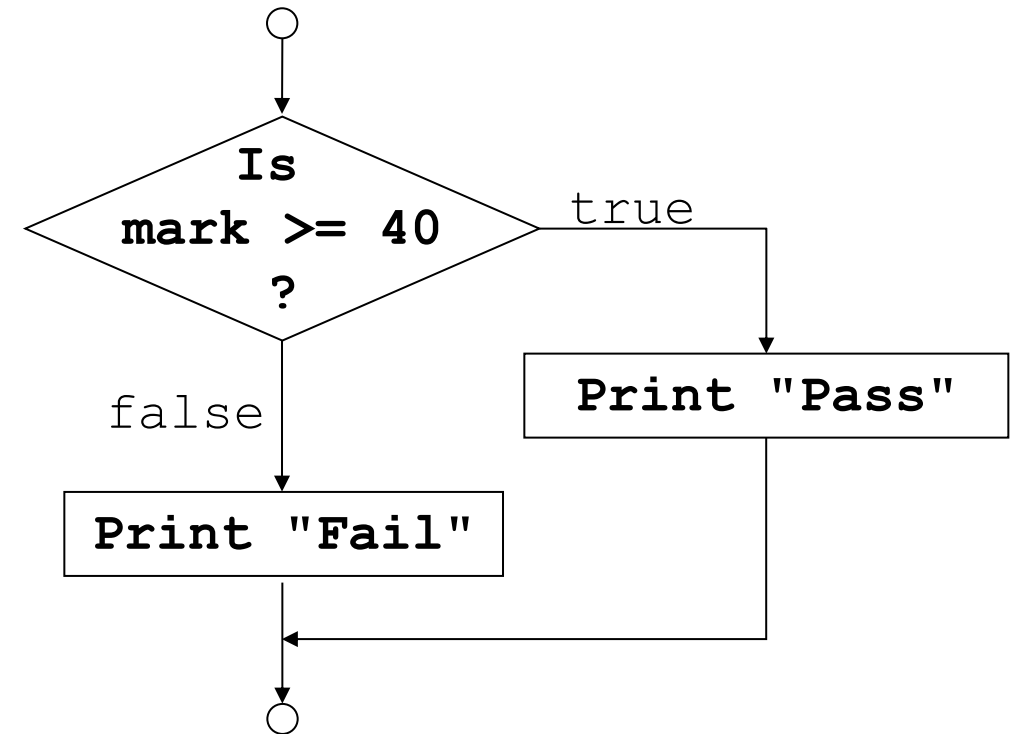 Is
mark >= 40
?
true
Print "Pass"
false
Print "Fail"